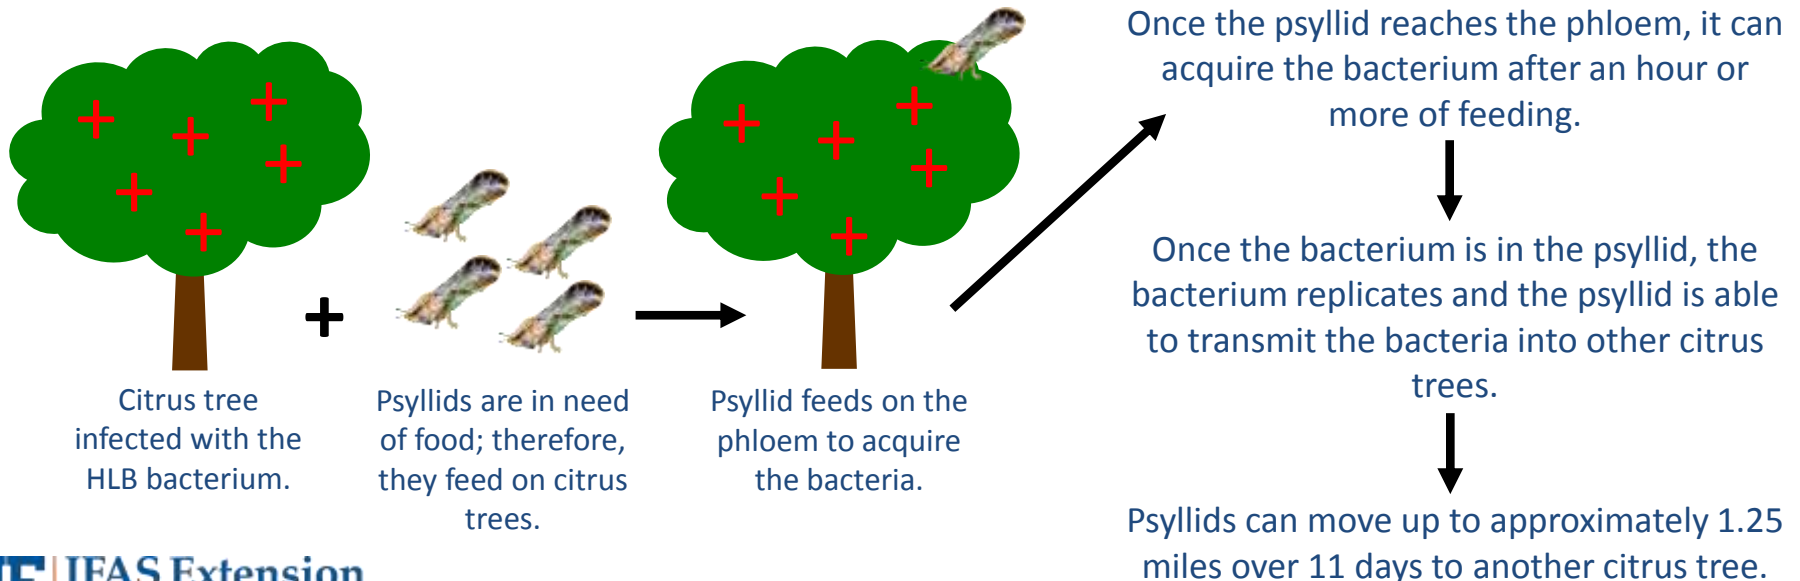 Citrus tree
infected with the
HLB bacterium.
+
Psyllids are in need
of food; therefore,
they feed on citrus
trees.
Psyllid feeds on the
phloem to acquire
the bacteria.
Once the psyllid reaches the phloem, it can
acquire the bacterium after an hour or
more of feeding.
Once the bacterium is in the psyllid, the
bacterium replicates and the psyllid is able
to transmit the bacteria into other citrus
trees.
Psyllids can move up to approximately 1.25
miles over 11 days to another citrus tree.
UF IFAS Extension